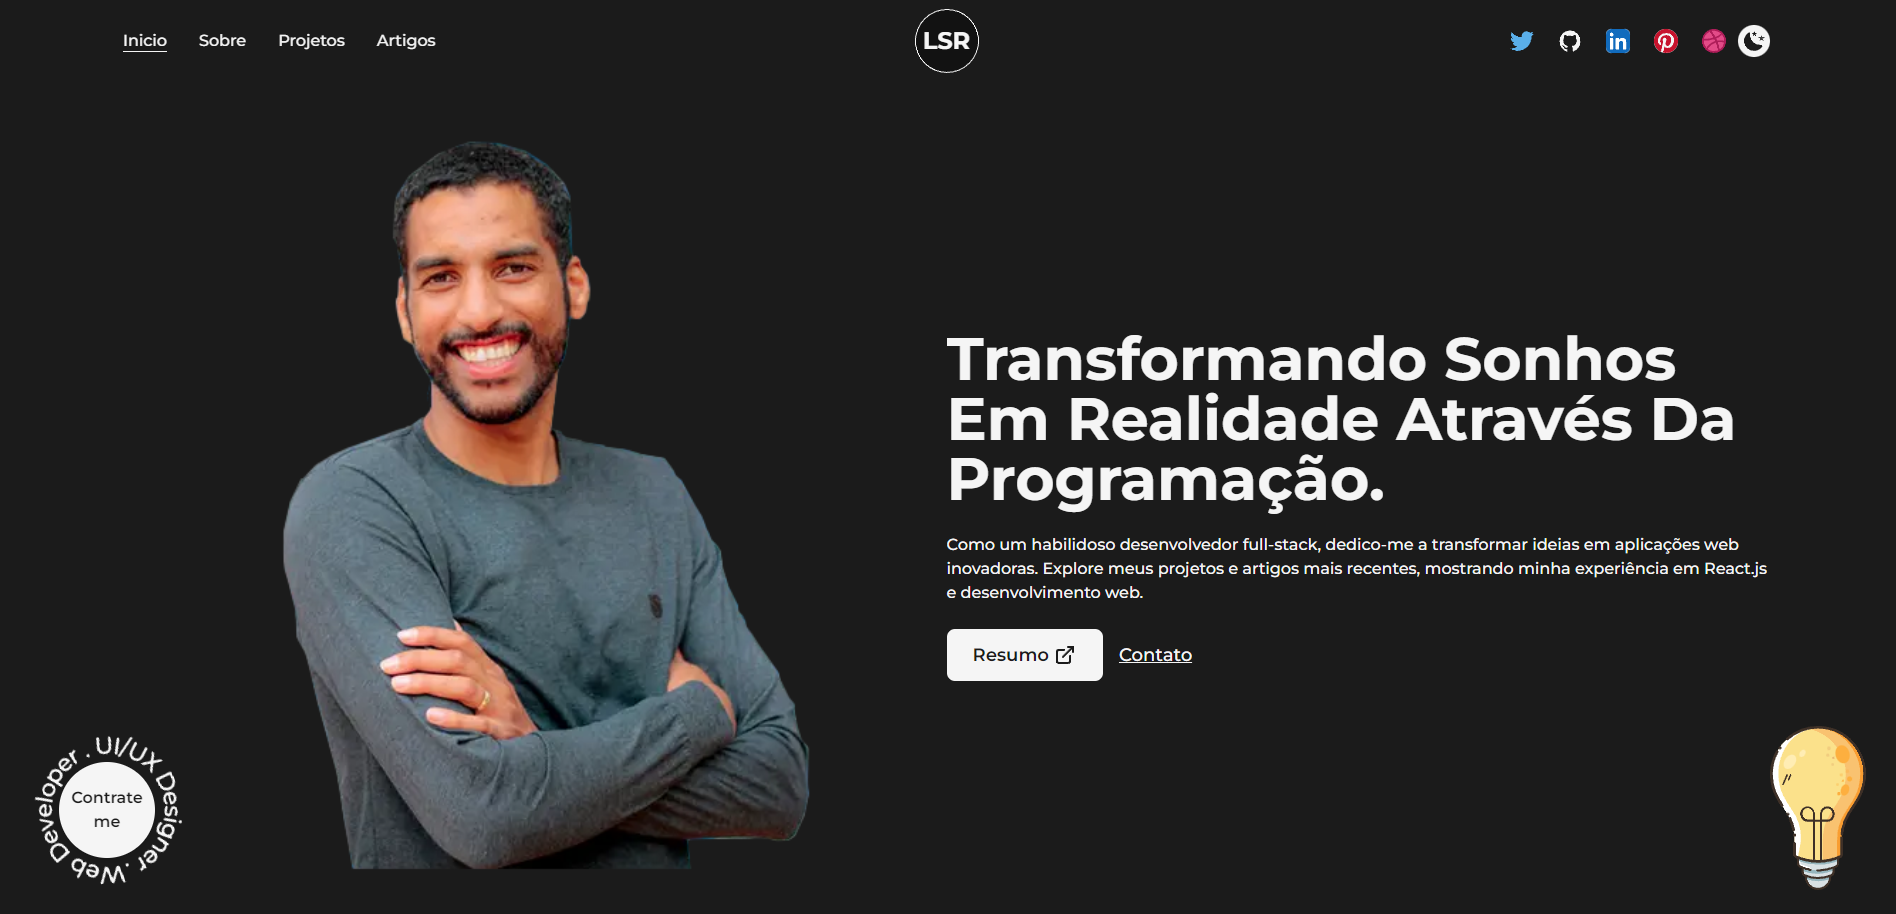 Inicio
Sobre
Projetos
Artigos
LSR
in
Transformando Sonhos
Em Realidade Através Da
Programação.
Como um habilidoso desenvolvedor full-stack, dedico-me a transformar ideias em aplicações web
inovadoras. Explore meus projetos e artigos mais recentes, mostrando minha experiência em React.js
e desenvolvimento web.
Resumo
Contato
Web Developer . UI/UX Designer .
Contrate
me